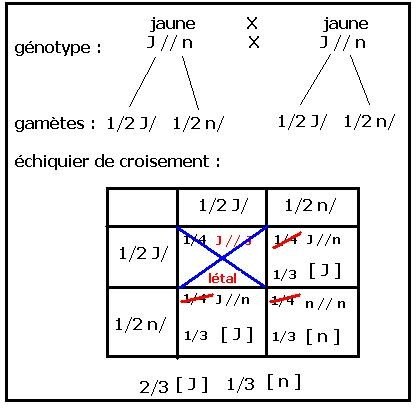 jaune X jaune
génotype : J // n X J // n
gamètes : 1/2 J/ 1/2 n/ 1/2 J/ 1/2 n/
échiquier de croisement :
1/2 J/ 1/2 n/
1/2 J/ 1/4 J // J 1/4 J //n
létal 1/3 [ J ]
1/2 n/ 1/4 J //n 1/4 n // n
1/3 [ J ] 1/3 [ n ]
2/3 [ J ] 1/3 [ n ]